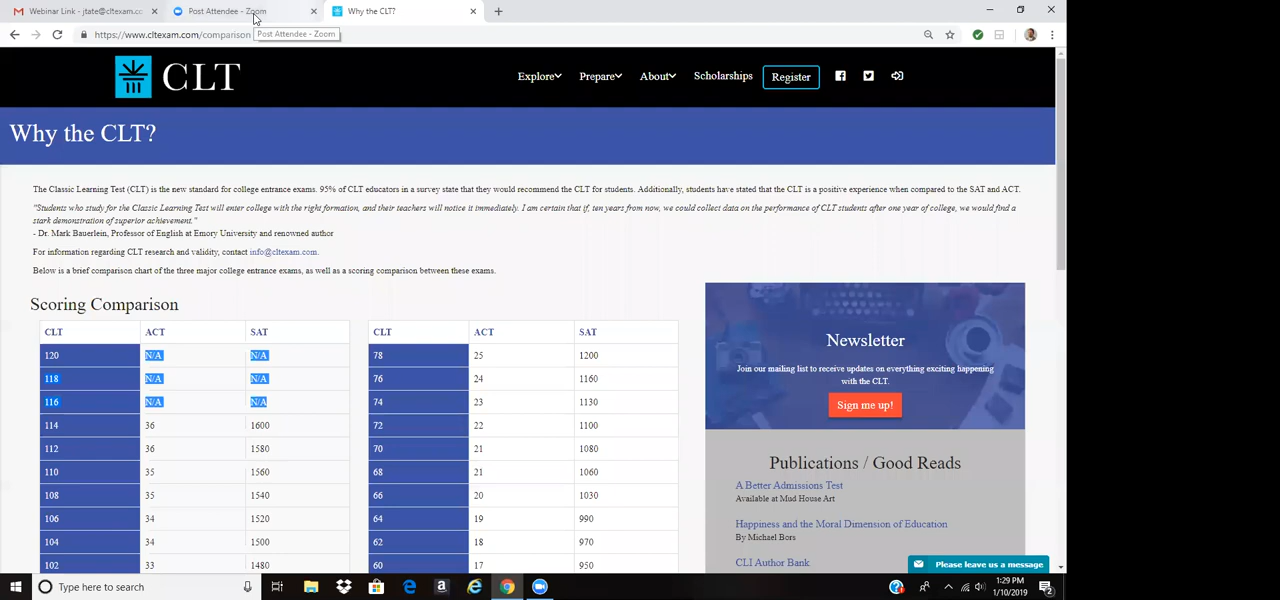 Webinar Link - jtate@cltexam.co
Post Attendee - Zoom
Why the CLT?
https://www.cltexam.com/comparison
Post Attendee - Zoom
CLT
Explore
Prepare
About
Scholarships
Register
Why the CLT?
The Classic Learning Test (CLT) is the new standard for college entrance exams. 95% of CLT educators in a survey state that they would recommend the CLT for students. Additionally, students have stated that the CLT is a positive experience when compared to the SAT and ACT.
"Students who study for the Classic Learning Test will enter college with the right formation, and their teachers will notice it immediately. I am certain that if, ten years from now, we could collect data on the performance of CLT students after one year of college, we would find a
stark demonstration of superior achievement."
- Dr. Mark Bauerlein, Professor of English at Emory University and renowned author
For information regarding CLT research and validity, contact info@cltexam.com.
Below is a brief comparison chart of the three major college entrance exams, as well as a scoring comparison between these exams.
Scoring Comparison
CLT ACT SAT
120 N/A N/A
118 N/A N/A
116 N/A N/A
114 36 1600
112 36 1580
110 35 1560
108 35 1540
106 34 1520
104 34 1500
102 33 1480
CLT ACT SAT
78 25 1200
76 24 1160
74 23 1130
72 22 1100
70 21 1080
68 21 1060
66 20 1030
64 19 990
62 18 970
60 17 950
Newsletter
Join our mailing list to receive updates on everything exciting happening
with the CLT.
Sign me up!
Publications / Good Reads
A Better Admissions Test
Available at Mud House Art
Happiness and the Moral Dimension of Education
By Michael Bors
CLI Author Bank
Please leave us a message
Type here to search
1:29 PM
1/10/2019